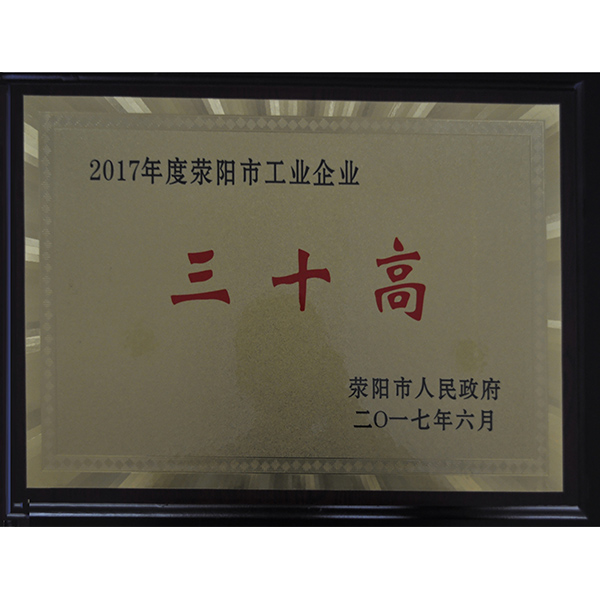 2017年度荥阳市工业企业
三十高
荥阳市人民政府
二〇一七年六月